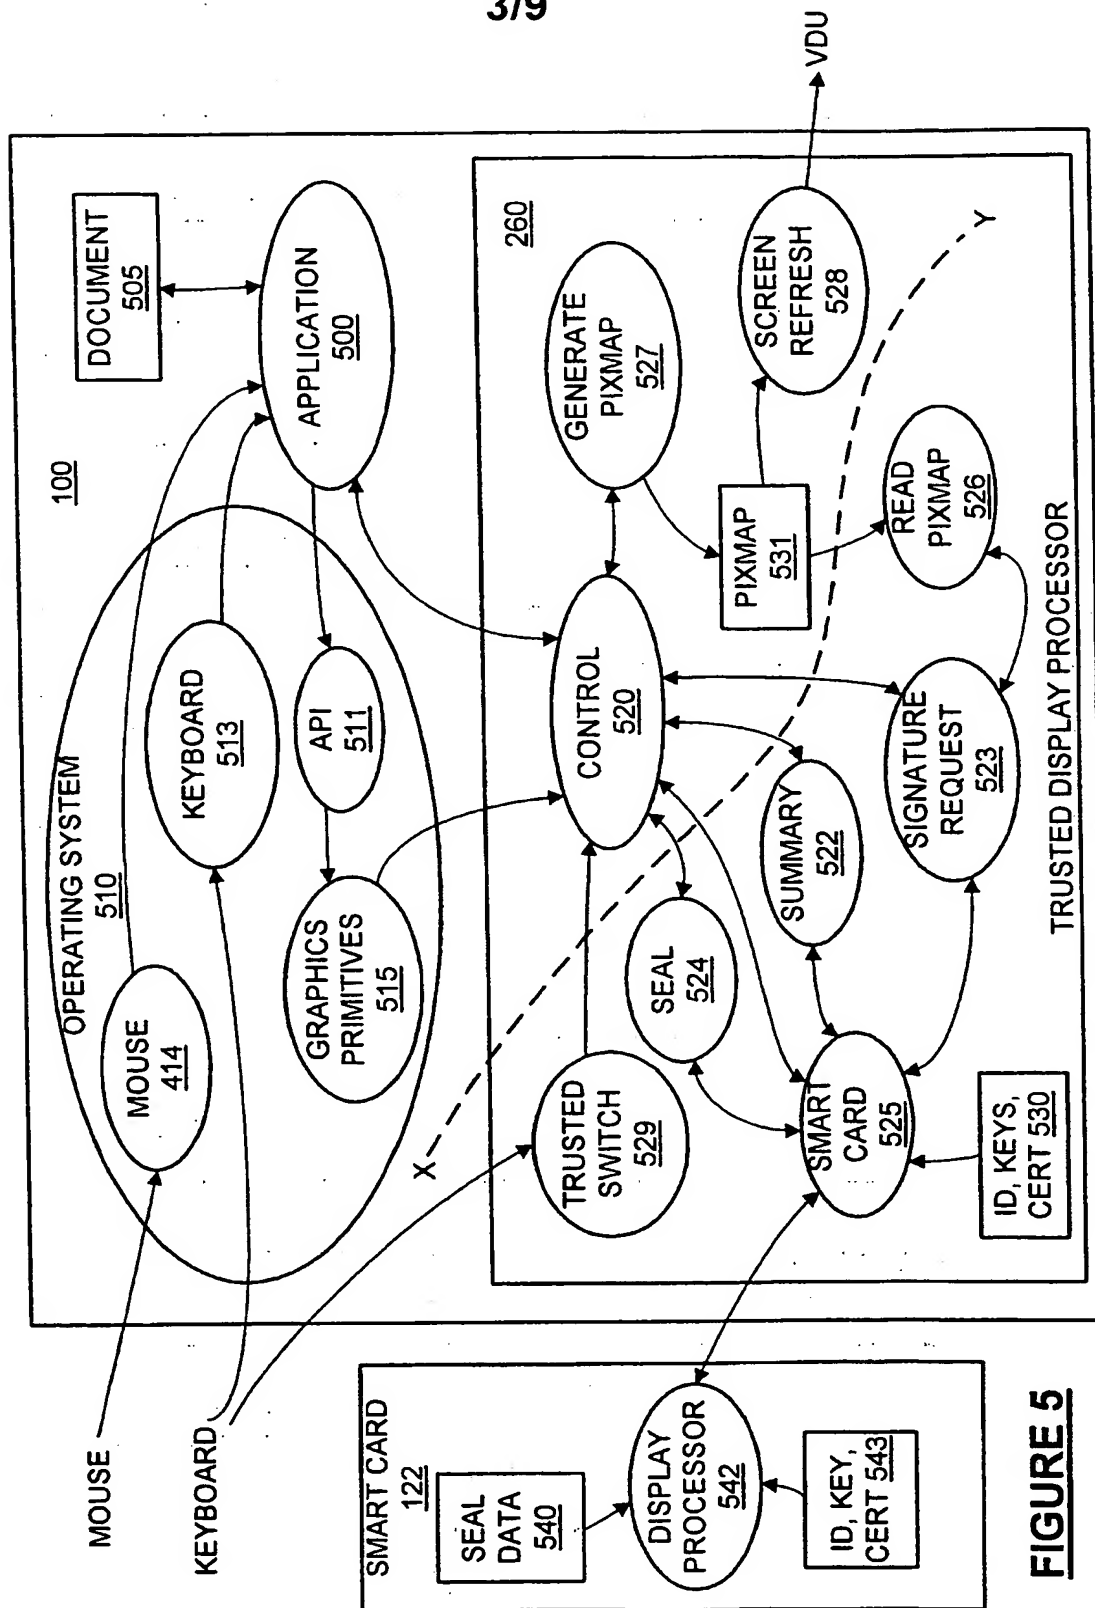 3/9
MOUSE
KEYBOARD
SMART CARD
122
SEAL
DATA
540
DISPLAY
PROCESSOR
542
ID, KEY,
CERT 543
100
OPERATING SYSTEM
510
MOUSE
414
KEYBOARD
513
GRAPHICS
PRIMITIVES
515
API
511
DOCUMENT
505
APPLICATION
500
X
260
TRUSTED
SWITCH
529
CONTROL
520
GENERATE
PIXMAP
527
SEAL
524
PIXMAP
531
SCREEN
REFRESH
528
VDU
Y
SMART
CARD
525
SUMMARY
522
SIGNATURE
REQUEST
523
READ
PIXMAP
526
ID, KEYS,
CERT 530
TRUSTED DISPLAY PROCESSOR
FIGURE 5